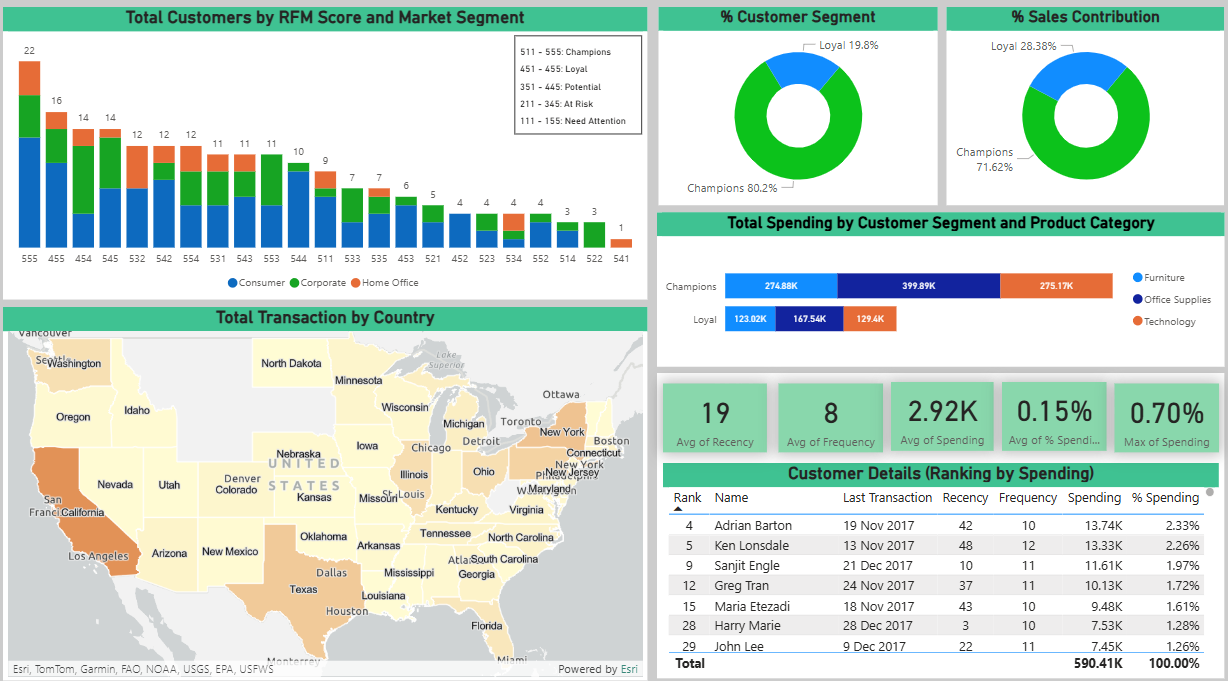 Total Customers by RFM Score and Market Segment
511 - 555: Champions
451 - 455: Loyal
351 - 445: Potential
211 - 345: At Risk
111 - 155: Need Attention
22 16 14 14 12 12 12 11 11 11 10 9 7 7 6 5 4 4 4 4 3 3 1
555 455 454 545 532 542 554 531 543 553 544 511 533 535 453 521 452 523 534 552 514 522 541
Consumer Corporate Home Office
% Customer Segment
Loyal 19.8%
Champions 80.2%
% Sales Contribution
Loyal 28.38%
Champions
71.62%
Total Spending by Customer Segment and Product Category
Champions 274.88K 399.89K 275.17K
Loyal 123.02K 167.54K 129.4K
Furniture
Office Supplies
Technology
Total Transaction by Country
Vancouver
Washington
North Dakota
Lake
Superior
Minnesota
Ottawa
Oregon
Idaho
Wisconsin
Michigan
Toronto
New York
Boston
Detroit
Chicago
Connecticut
Iowa
Nebraska
UNITED
STATES
New York
New Jersey
Nevada
Utah
Denver
Colorado
Kansas
Missouri
St. Louis
Illinois
Ohio
Maryland
San
California
Kentucky
Virginia
Los Angeles
Arizona
New Mexico
Oklahoma
Arkansas
Tennessee
North Carolina
South Carolina
Georgia
Mississippi
Dallas
Texas
Louisiana
Houston
Florida
Miami
Monterrey
Esri, TomTom, Garmin, FAO, NOAA, USGS, EPA, USFWS
Powered by Esri
19
Avg of Recency
8
Avg of Frequency
2.92K
Avg of Spending
0.15%
Avg of % Spendi...
0.70%
Max of Spending
Customer Details (Ranking by Spending)
Rank Name Last Transaction Recency Frequency Spending % Spending
4 Adrian Barton 19 Nov 2017 42 10 13.74K 2.33%
5 Ken Lonsdale 13 Nov 2017 48 12 13.33K 2.26%
9 Sanjit Engle 21 Dec 2017 10 11 11.61K 1.97%
12 Greg Tran 24 Nov 2017 37 11 10.13K 1.72%
15 Maria Etezadi 18 Nov 2017 43 10 9.48K 1.61%
28 Harry Marie 28 Dec 2017 3 10 7.53K 1.28%
29 John Lee 9 Dec 2017 22 11 7.45K 1.26%
Total 590.41K 100.00%